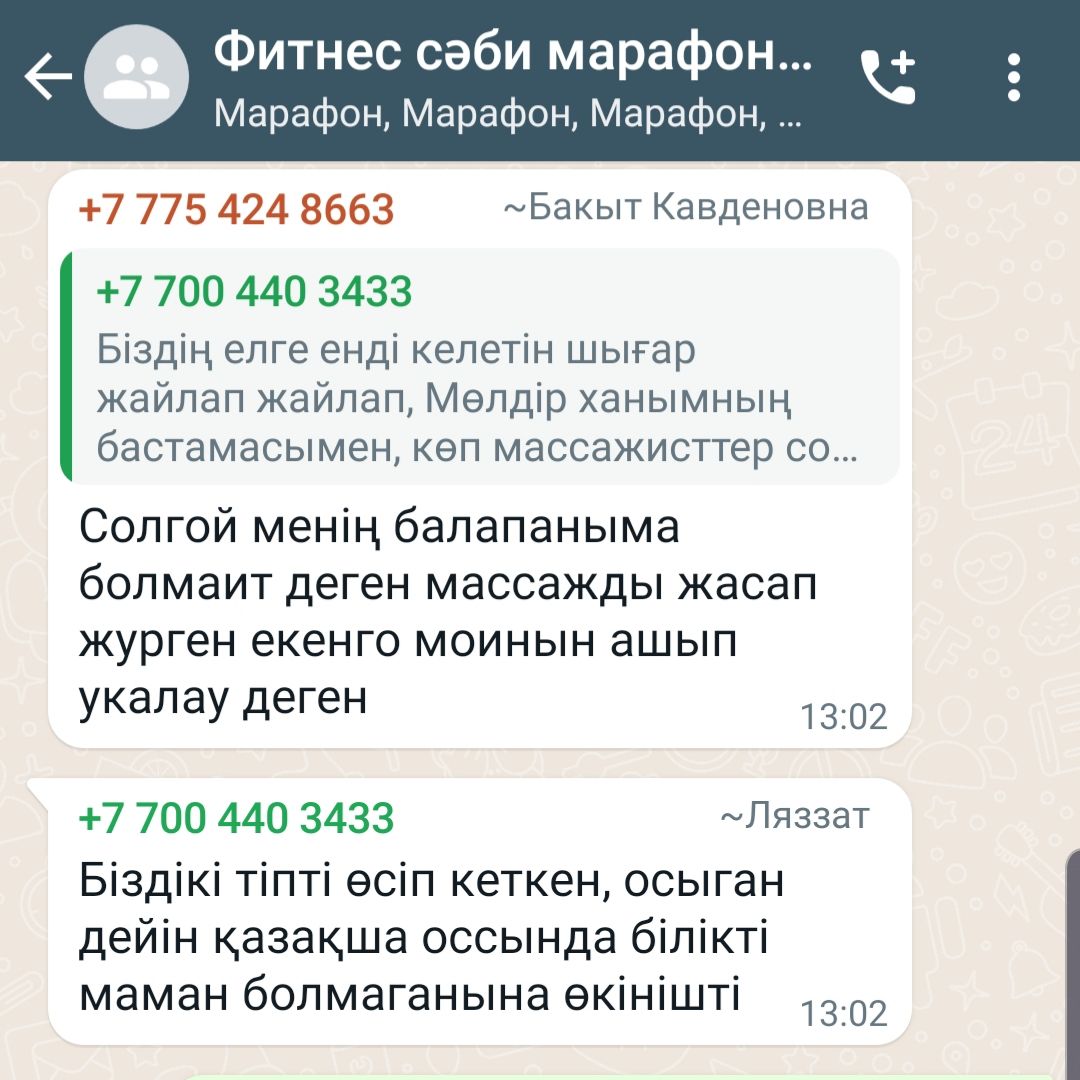 Фитнес сәби марафон...
Марафон, Марафон, Марафон, ...
+7 775 424 8663 ~Бакыт Кавденовна
+7 700 440 3433
Біздің елге енді келетін шығар
жайлап жайлап, Мөлдір ханымның
бастамасымен, көп массажисттер со...
Солгой менің балапаныма
болмаит деген массажды жасап
журген екенго моинын ашып
укалау деген
13:02
+7 700 440 3433 ~Ляззат
Біздікі тіпті өсіп кеткен, осыган
дейін қазақша оссында білікті
маман болмаганына өкінішті
13:02